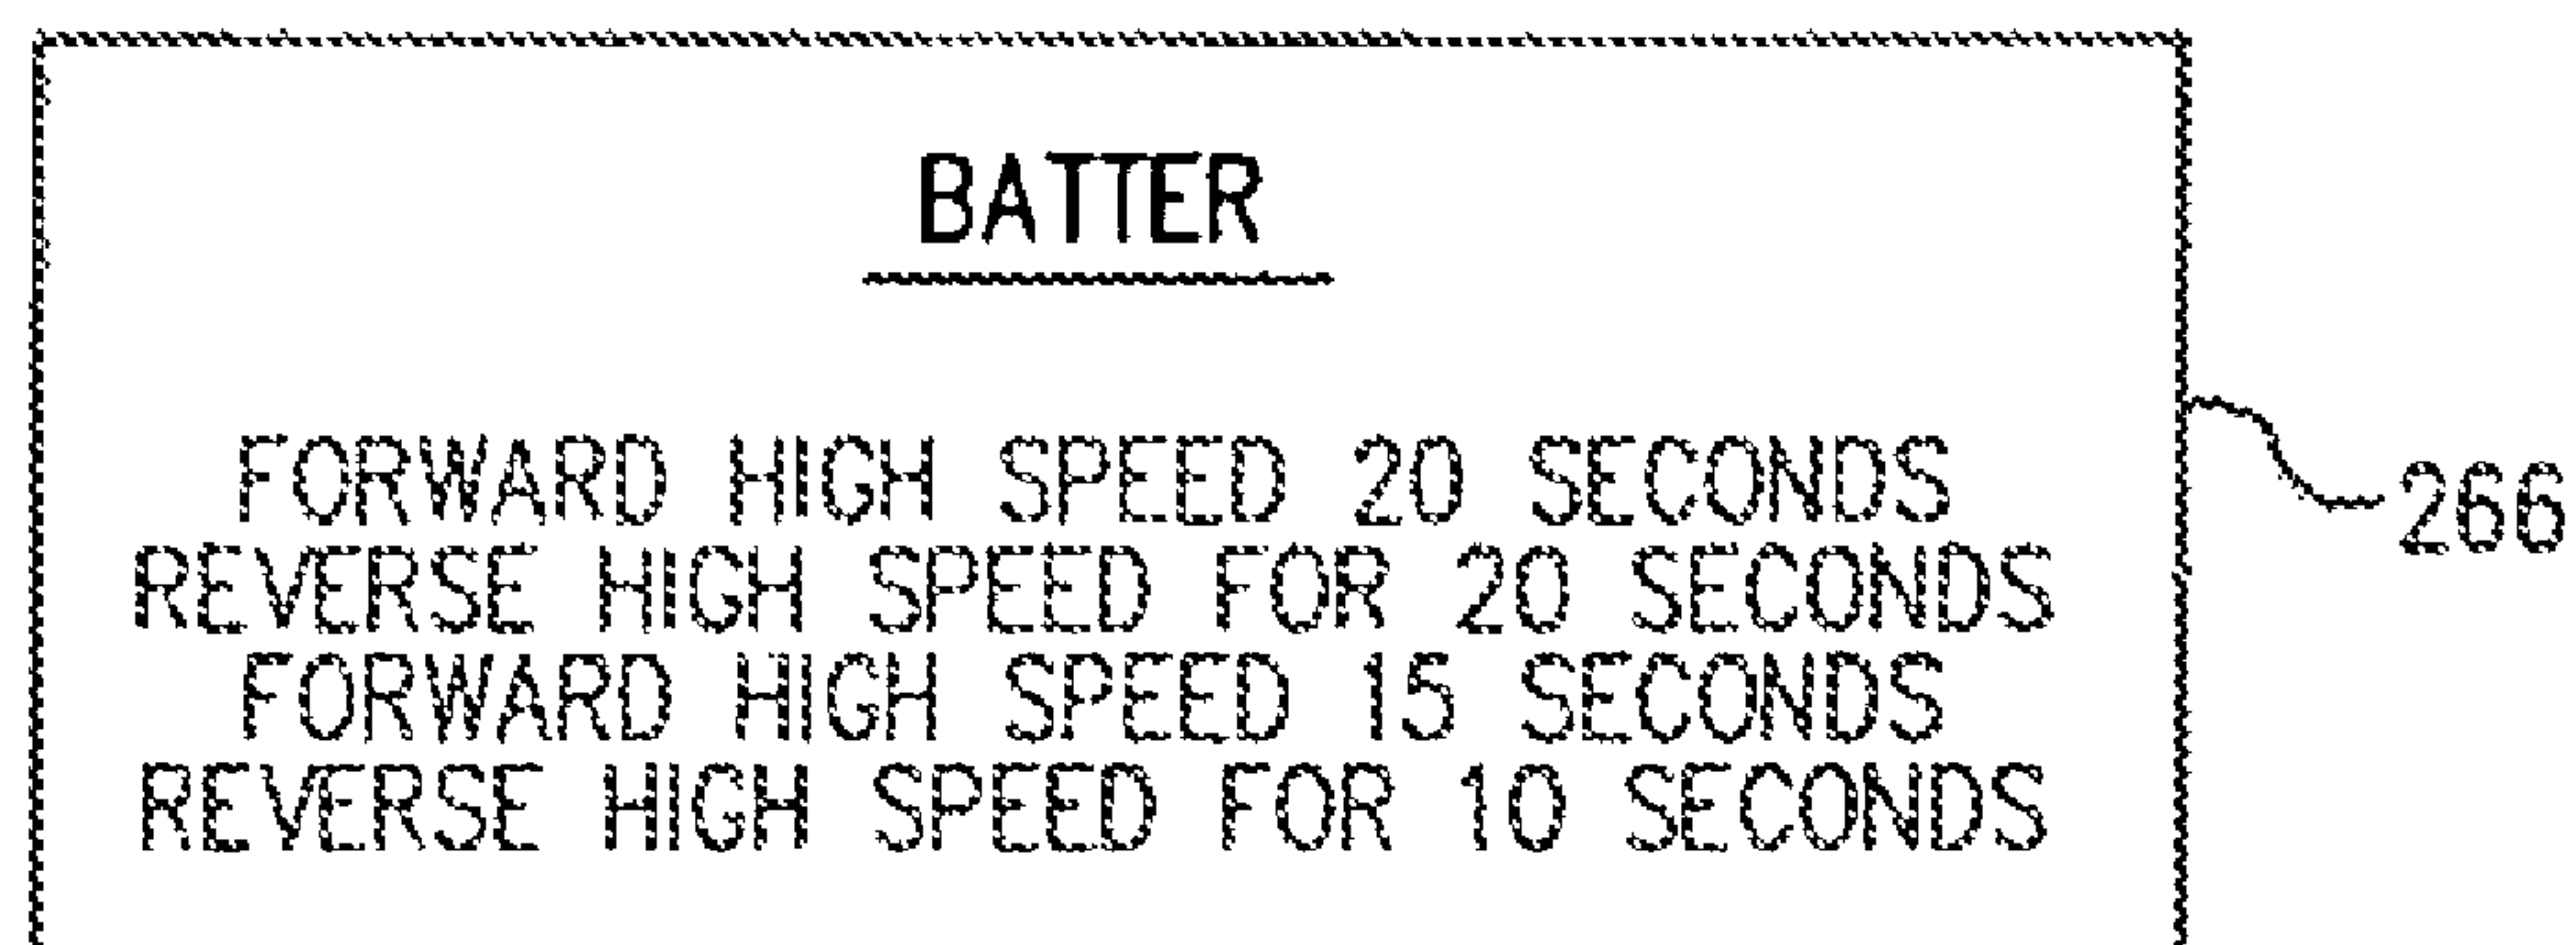 BATTER
FORWARD HIGH SPEED 20 SECONDS
REVERSE HIGH SPEED FOR 20 SECONDS
FORWARD HIGH SPEED 15 SECONDS
REVERSE HIGH SPEED FOR 10 SECONDS
266